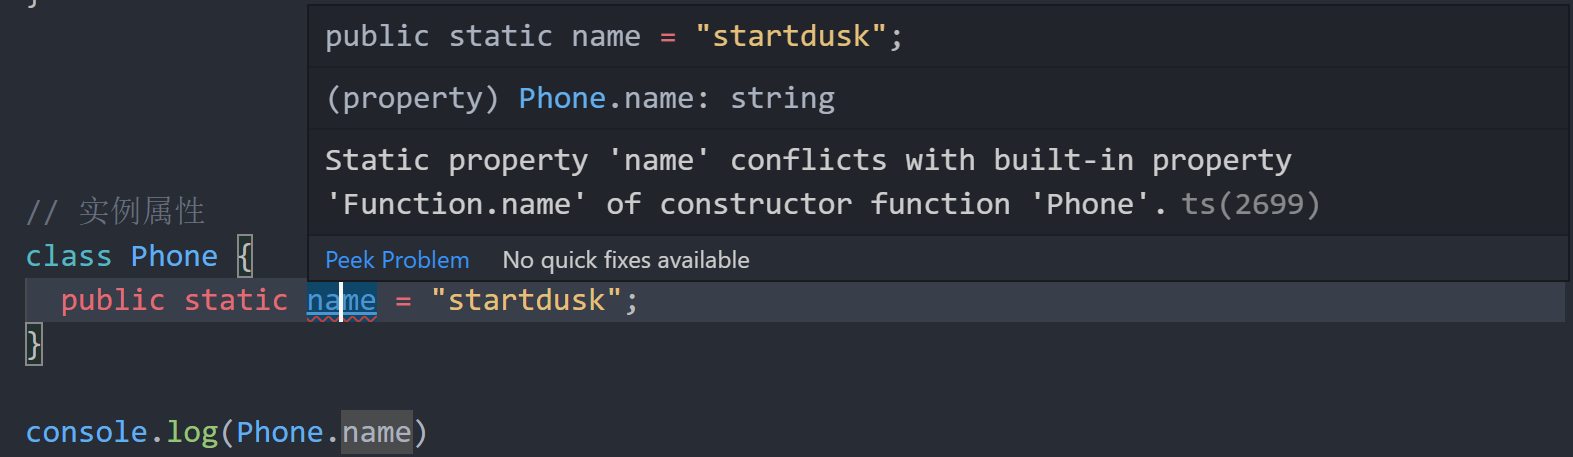 }
public static name = "startdusk";
(property) Phone.name: string
Static property 'name' conflicts with built-in property
'Function.name' of constructor function 'Phone'. ts(2699)
Peek Problem No quick fixes available
// 实例属性
class Phone {
public static name = "startdusk";
}
console.log(Phone.name)